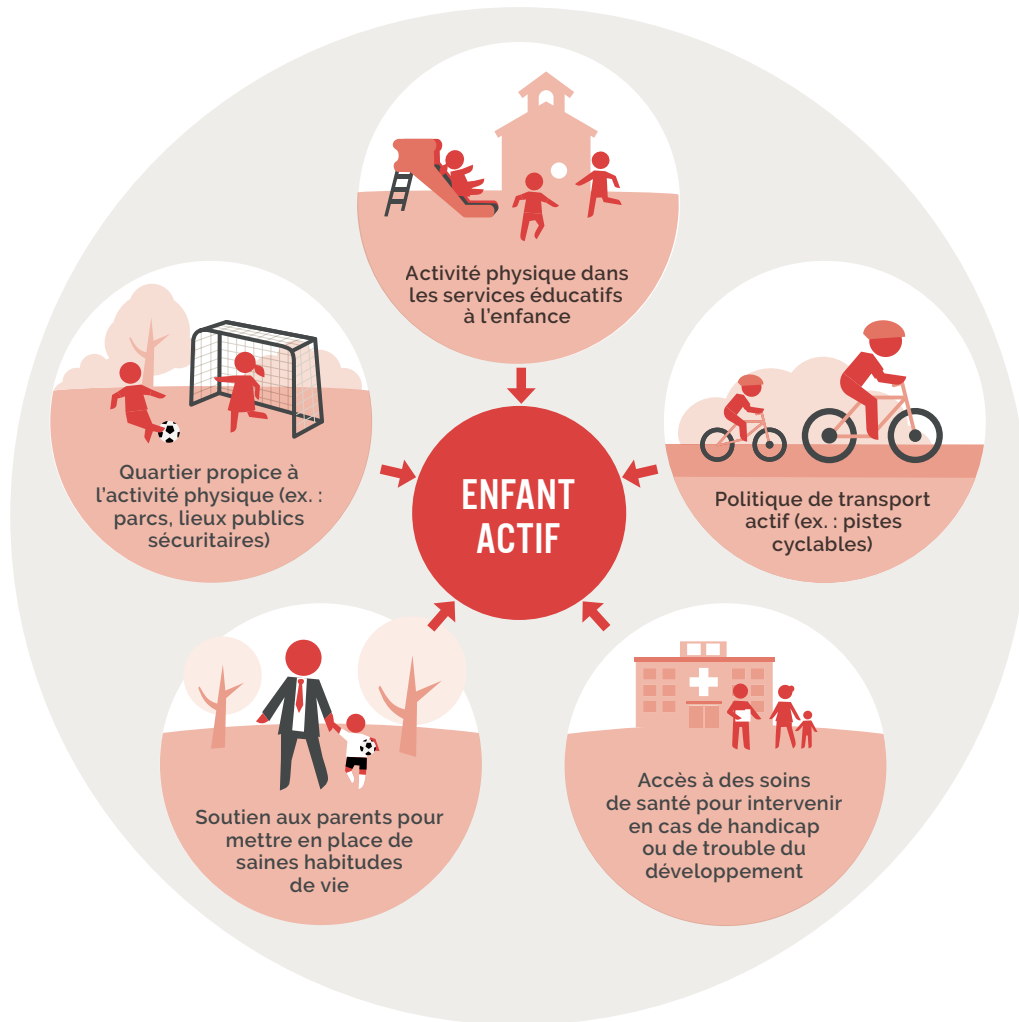 Activité physique dans
les services éducatifs
à l'enfance
Quartier propice à
l'activité physique (ex. :
parcs, lieux publics
sécuritaires)
ENFANT
ACTIF
Politique de transport
actif (ex. : pistes
cyclables)
Soutien aux parents pour
mettre en place de
saines habitudes
de vie
Accès à des soins
de santé pour intervenir
en cas de handicap
ou de trouble du
développement